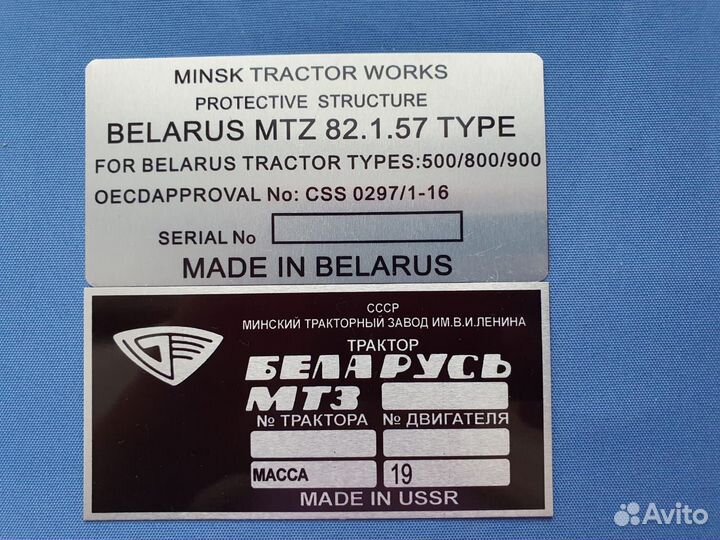 MINSK TRACTOR WORKS
PROTECTIVE STRUCTURE
BELARUS MTZ 82.1.57 TYPE
FOR BELARUS TRACTOR TYPES:500/800/900
OECDAPPROVAL No: CSS 0297/1-16
SERIAL No
MADE IN BELARUS
СССР
МИНСКИЙ ТРАКТОРНЫЙ ЗАВОД ИМ.В.И.ЛЕНИНА
ТРАКТОР
БЕЛАРУСЬ
МТЗ
№ ТРАКТОРА № ДВИГАТЕЛЯ
МАССА 19
MADE IN USSR
Avito